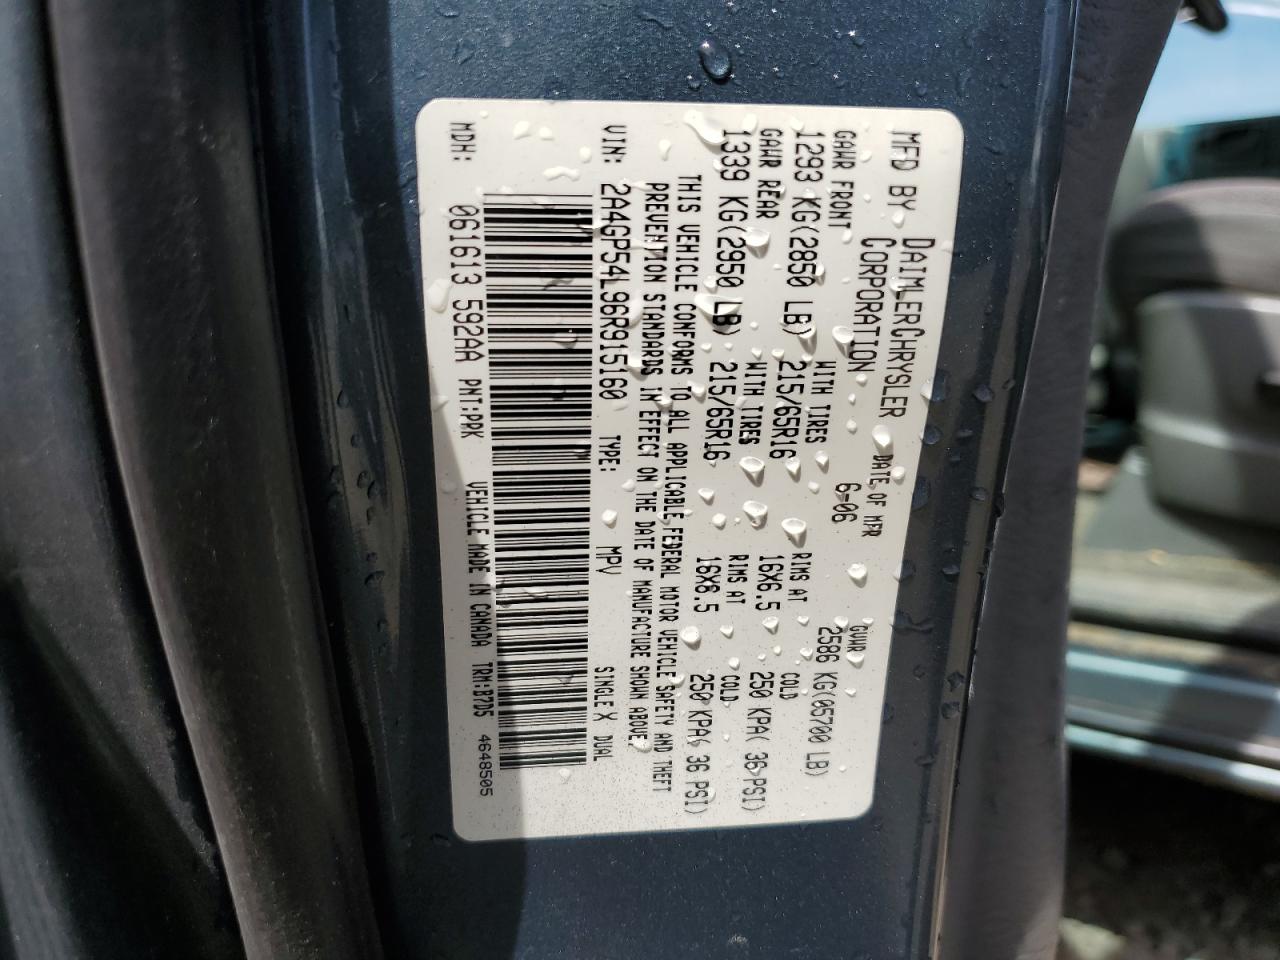 MFD BY DAIMLERCHRYSLER CORPORATION DATE OF MFR 6-06 GVWR 2586 KG(05700 LB)
GAWR FRONT WITH TIRES RIMS AT COLD
1293 KG(2850 LB) 215/65R16 16X6.5 250 KPA( 36 PSI)
GAWR REAR WITH TIRES RIMS AT COLD
1339 KG(2950 LB) 215/65R16 16X6.5 250 KPA( 36 PSI)
THIS VEHICLE CONFORMS TO ALL APPLICABLE FEDERAL MOTOR VEHICLE SAFETY AND THEFT
PREVENTION STANDARDS IN EFFECT ON THE DATE OF MANUFACTURE SHOWN ABOVE.
VIN: 2A4GP54L96R915160 TYPE: MPV SINGLE X DUAL
MDH: 061613 592AA PNT:PPK VEHICLE MADE IN CANADA TRM:B7D5 4648505